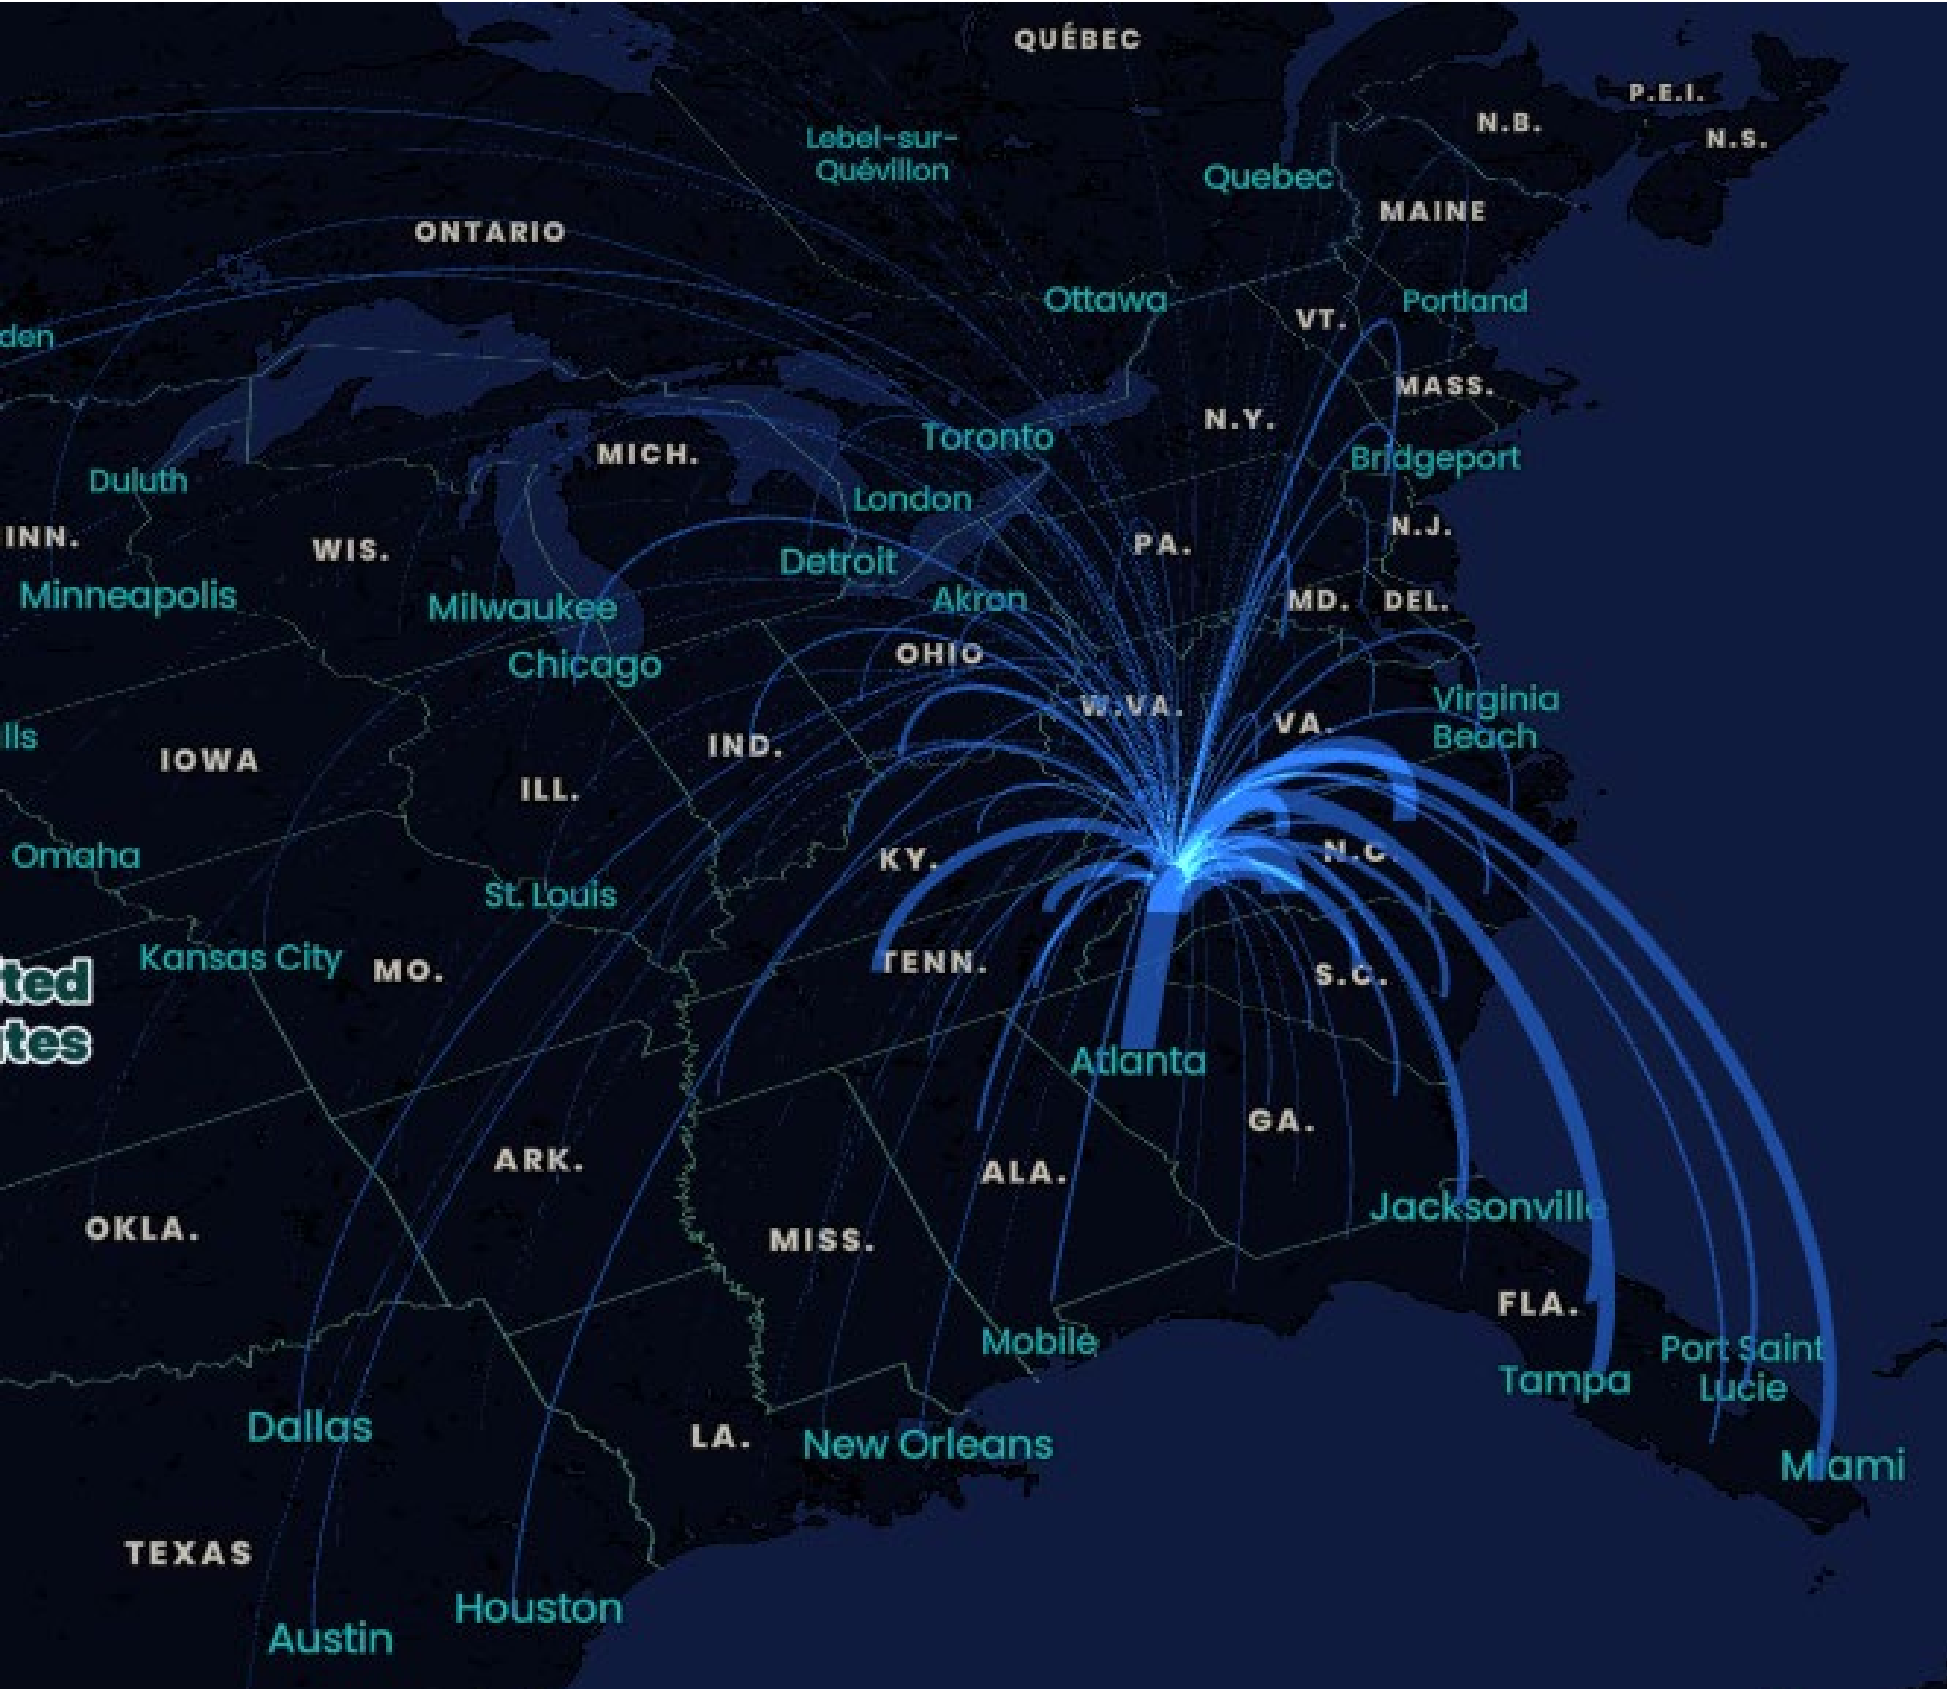 QUÉBEC
P.E.I.
N.B.
N.S.
Lebel-sur-
Quévillon
Quebec
MAINE
ONTARIO
Ottawa
Portland
VT.
den
MASS.
N.Y.
Toronto
MICH.
Bridgeport
Duluth
London
N.J.
INN.
WIS.
PA.
Detroit
Minneapolis
Milwaukee
Akron
MD.
DEL.
Chicago
OHIO
W.VA.
Virginia
Beach
VA.
lls
IOWA
IND.
ILL.
Omaha
KY.
N.C.
St. Louis
Kansas City
MO.
TENN.
S.C.
ted
tes
Atlanta
GA.
ARK.
ALA.
OKLA.
MISS.
Jacksonville
FLA.
Mobile
Port Saint
Lucie
Tampa
Dallas
LA.
New Orleans
Miami
TEXAS
Houston
Austin